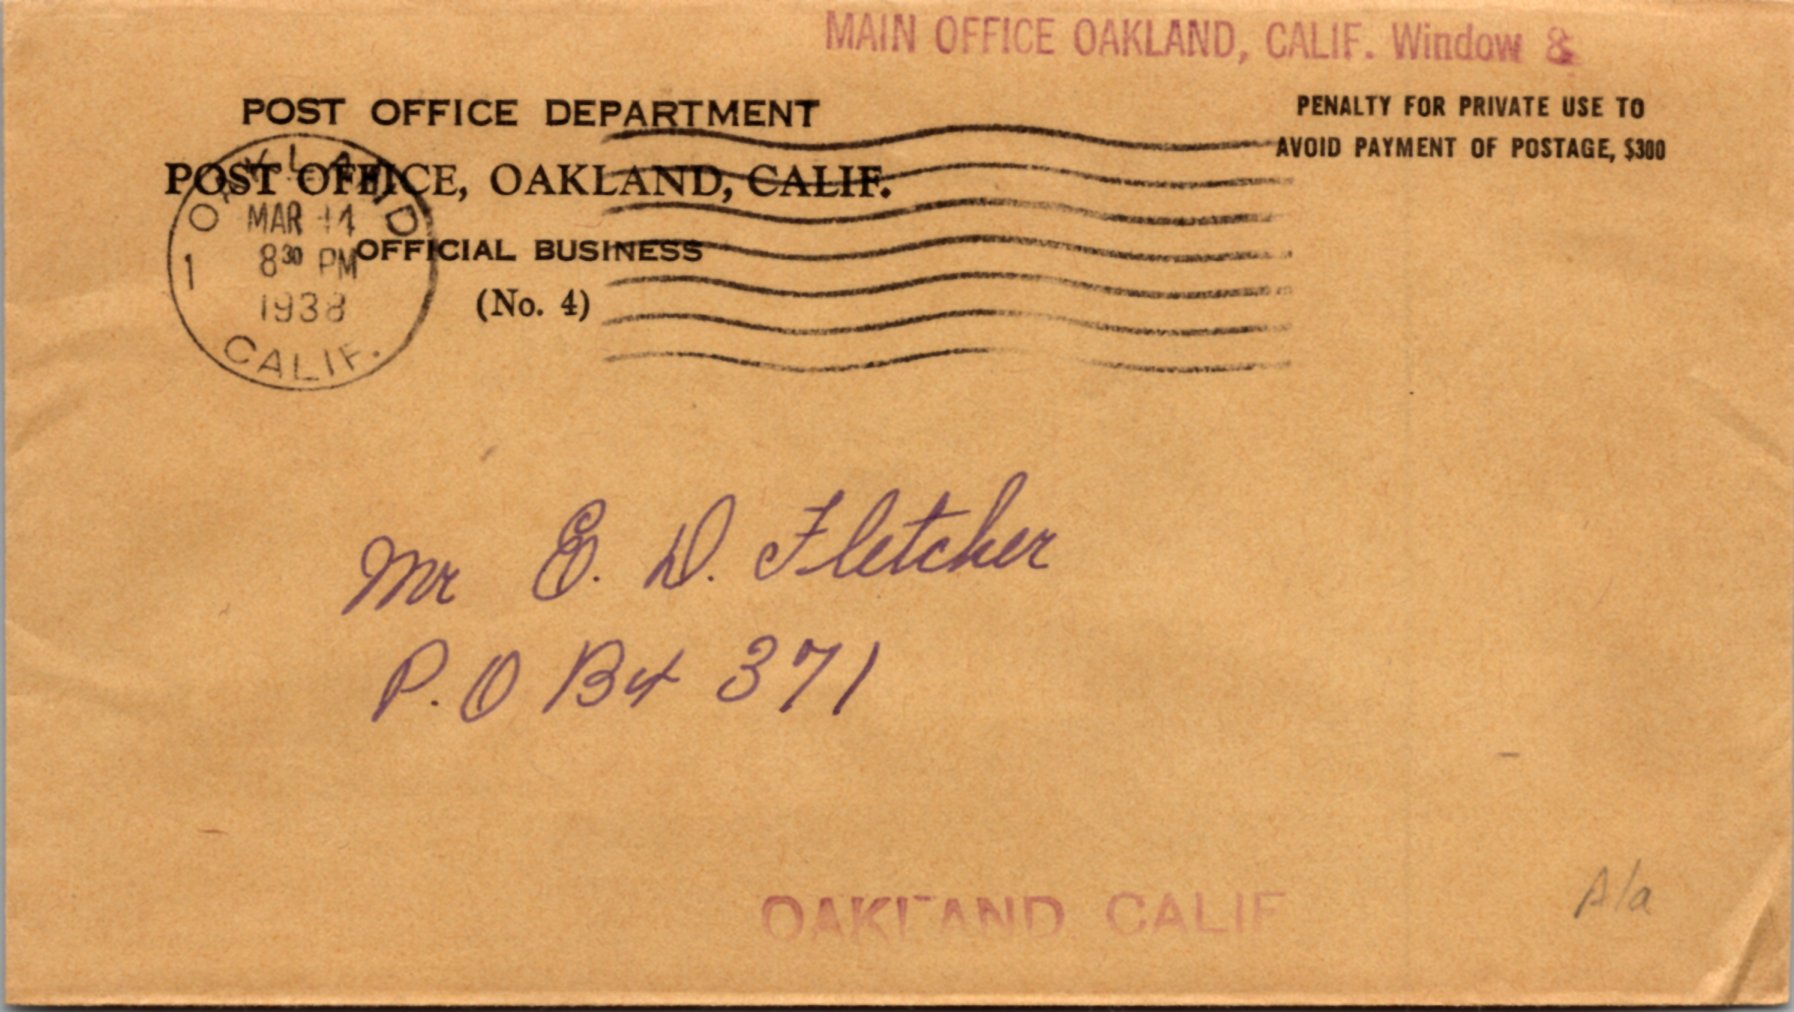 MAIN OFFICE OAKLAND, CALIF. Window 8
POST OFFICE DEPARTMENT
POST OFFICE, OAKLAND, CALIF.
OFFICIAL BUSINESS
(No. 4)
PENALTY FOR PRIVATE USE TO
AVOID PAYMENT OF POSTAGE, $300
OAKLAND
MAR 14
1 8 30 PM
1938
CALIF.
Mr E. D. Fletcher
P.O Bx 371
OAKLAND CALIF
Ala